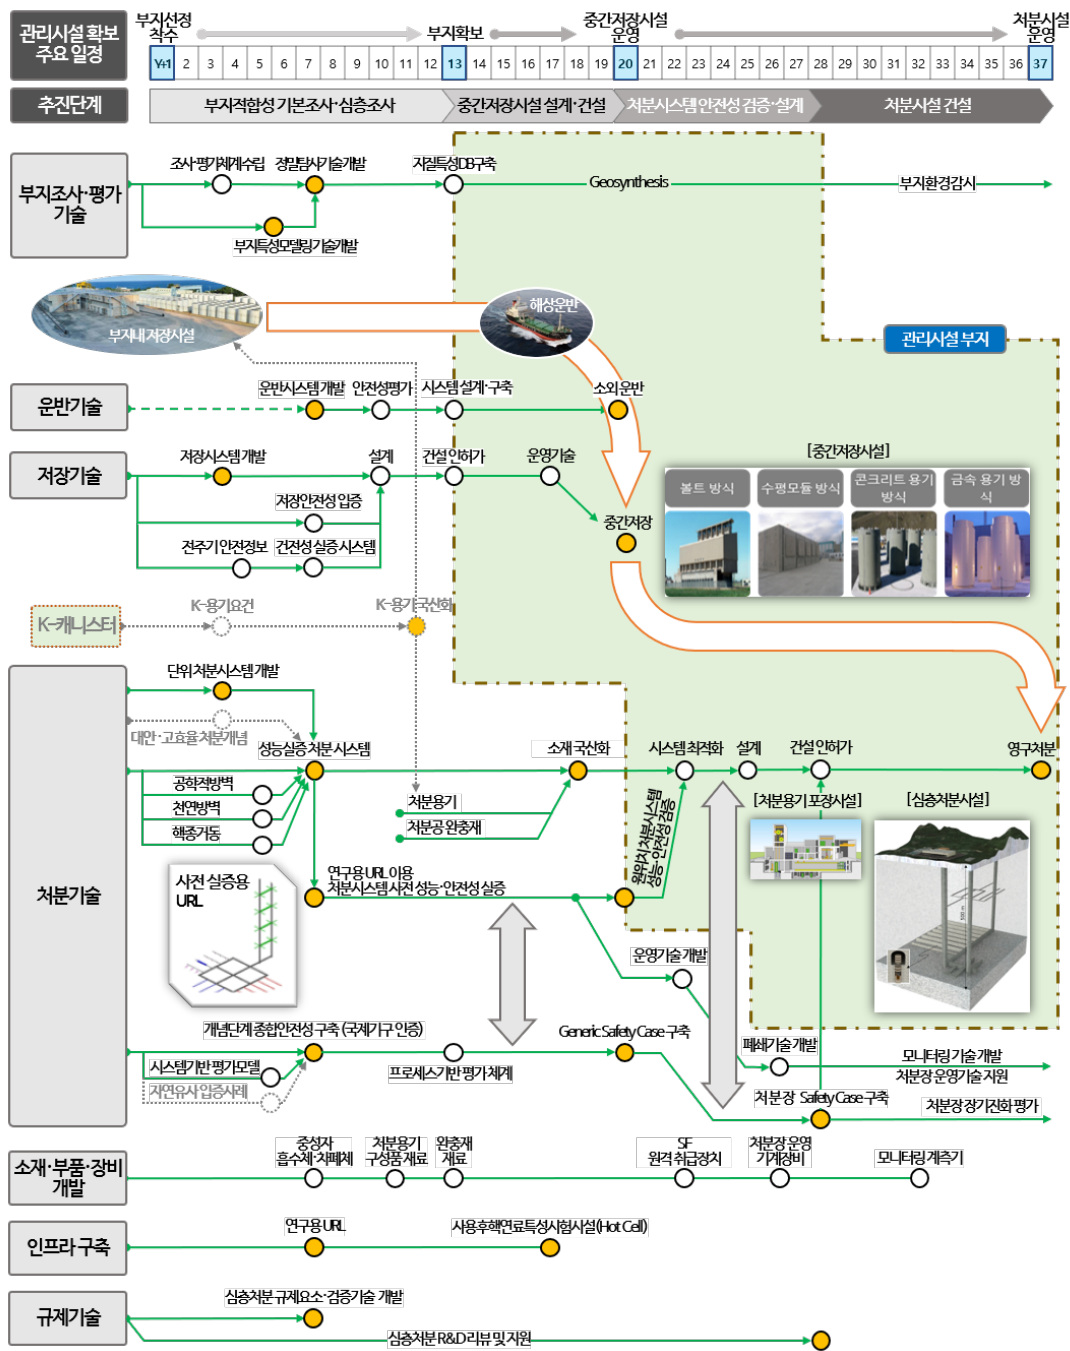 관리시설 확보
주요 일정
부지선정
착수
부지확보
중간저장시설
운영
처분시설
운영
Y+1 2 3 4 5 6 7 8 9 10 11 12 13 14 15 16 17 18 19 20 21 22 23 24 25 26 27 28 29 30 31 32 33 34 35 36 37
추진단계
부지적합성 기본조사·심층조사
중간저장시설 설계·건설
처분시스템 안전성 검증·설계
처분시설 건설
부지조사·평가
기술
조사·평가체계수립
정밀탐사기술개발
지질특성DB구축
Geosynthesis
부지환경감시
부지특성모델링기술개발
부지내 저장시설
해상운반
관리시설 부지
운반기술
운반시스템 개발
안전성평가
시스템 설계·구축
소외 운반
저장기술
저장시스템 개발
설계
건설 인허가
운영기술
저장안전성 입증
전주기 안전정보
건전성 실증 시스템
중간저장
[중간저장시설]
볼트 방식
수평모듈 방식
콘크리트 용기
방식
금속 용기 방
식
K-캐니스터
K-용기요건
K-용기국산화
처분기술
단위 처분시스템 개발
대안·고효율 처분개념
성능실증 처분 시스템
공학적방벽
천연방벽
핵종거동
소재 국산화
처분용기
처분공 완충재
시스템 최적화
설계
건설 인허가
영구처분
[처분용기 포장시설]
[심층처분시설]
500 m
원위치 처분시스템
성능·안전성 검증
사전 실증용
URL
연구용 URL 이용
처분시스템 사전 성능·안전성 실증
운영기술 개발
개념단계 종합안전성 구축 (국제기구 인증)
Generic Safety Case 구축
시스템기반 평가모델
자연유사 입증사례
프로세스기반 평가 체계
폐쇄기술 개발
모니터링 기술 개발
처분장 운영기술 지원
처분장 Safety Case 구축
처분장 장기진화 평가
소재·부품·장비
개발
중성자
흡수체·차폐체
처분용기
구성품 재료
완충재
재료
SF
원격 취급장치
처분장 운영
기계장비
모니터링 계측기
인프라 구축
연구용 URL
사용후핵연료특성시험시설(Hot Cell)
규제기술
심층처분 규제요소·검증기술 개발
심층처분 R&D 리뷰 및 지원